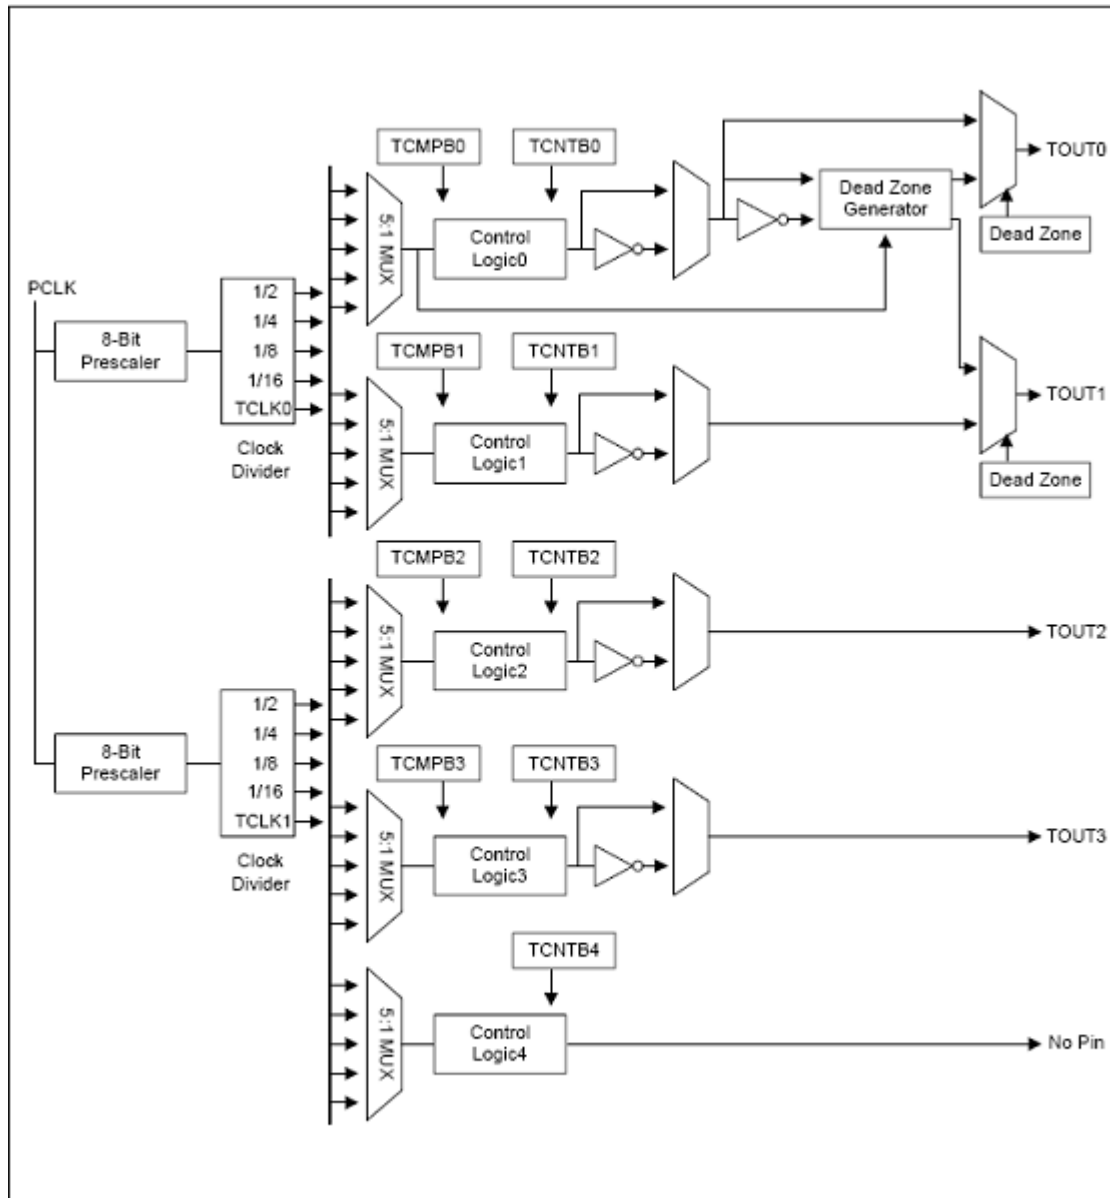 TCMPB0
TCNTB0
TOUT0
5:1 MUX
Control
Logic0
Dead Zone
Generator
Dead Zone
PCLK
8-Bit
Prescaler
1/2
1/4
1/8
1/16
TCLK0
Clock
Divider
TCMPB1
TCNTB1
TOUT1
5:1 MUX
Control
Logic1
Dead Zone
TCMPB2
TCNTB2
5:1 MUX
Control
Logic2
TOUT2
8-Bit
Prescaler
1/2
1/4
1/8
1/16
TCLK1
Clock
Divider
TCMPB3
TCNTB3
5:1 MUX
Control
Logic3
TOUT3
TCNTB4
5:1 MUX
Control
Logic4
No Pin